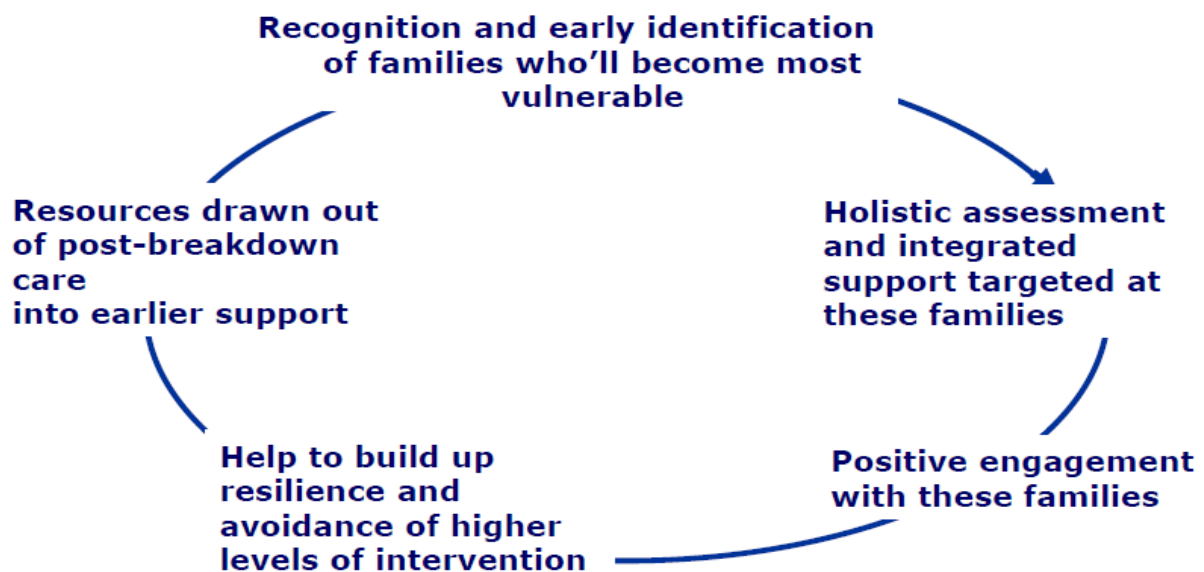 Recognition and early identification
of families who'll become most
vulnerable
Holistic assessment
and integrated
support targeted at
these families
Positive engagement
with these families
Help to build up
resilience and
avoidance of higher
levels of intervention
Resources drawn out
of post-breakdown
care
into earlier support